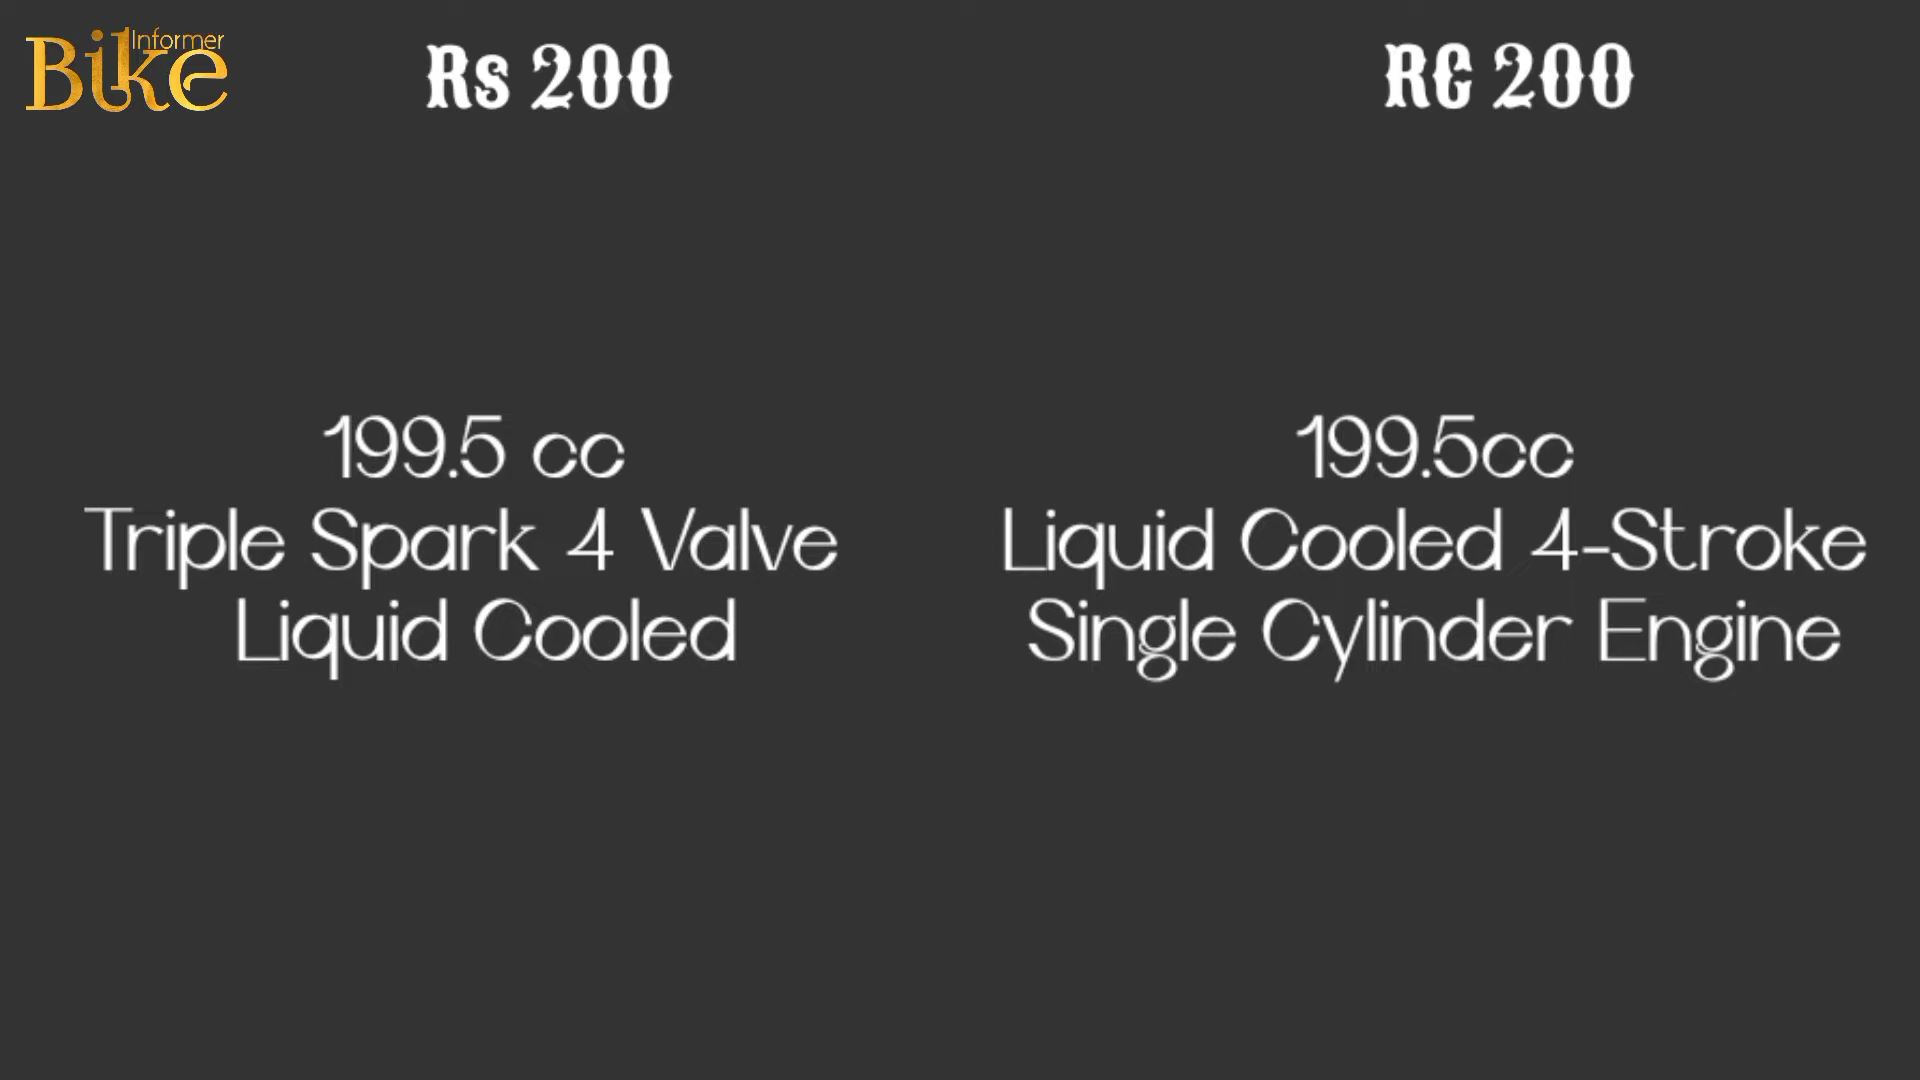 Bike Informer
Rs 200
RC 200
199.5 cc
Triple Spark 4 Valve
Liquid Cooled
199.5cc
Liquid Cooled 4-Stroke
Single Cylinder Engine